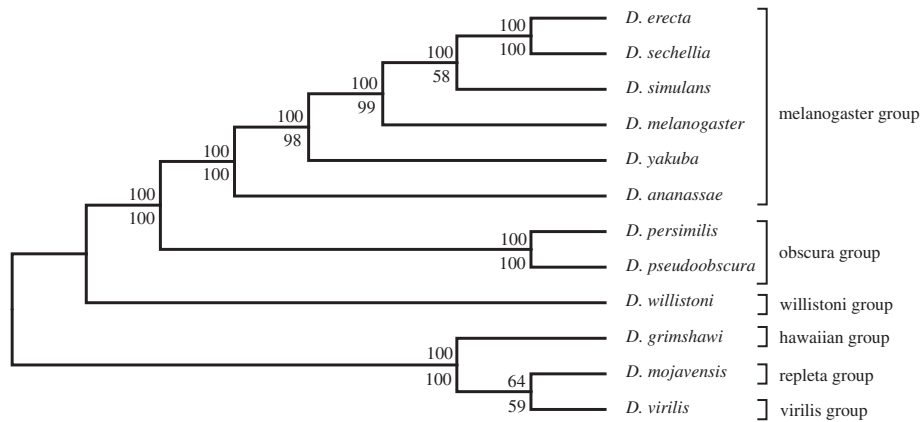 100
100
D. erecta
D. sechellia
100
58
D. simulans
100
99
D. melanogaster
melanogaster group
100
98
D. yakuba
100
100
D. ananassae
100
100
D. persimilis
100
100
D. pseudoobscura
obscura group
D. willistoni
willistoni group
D. grimshawi
hawaiian group
100
100
D. mojavensis
repleta group
64
59
D. virilis
virilis group